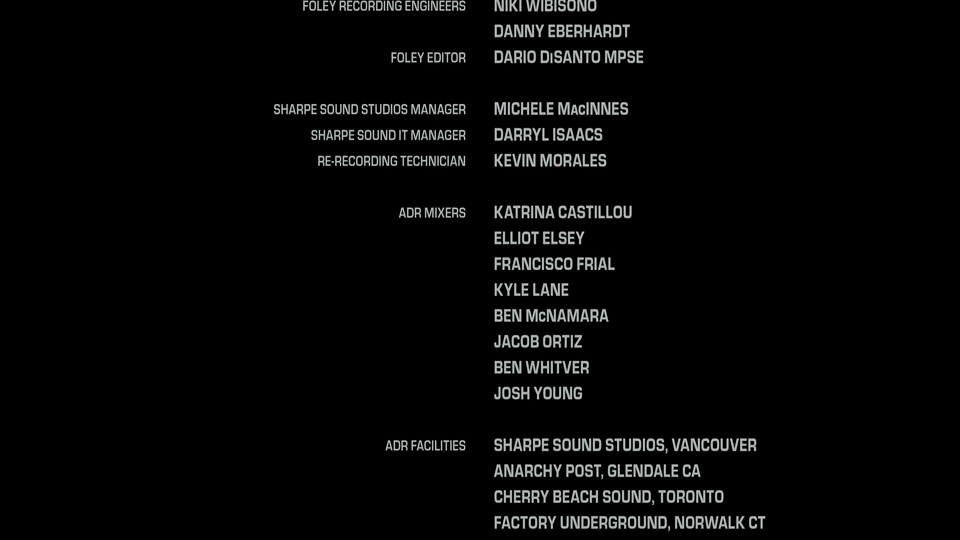 FOLEY RECORDING ENGINEERS NIKI WIBISONO
DANNY EBERHARDT
FOLEY EDITOR DARIO DiSANTO MPSE
SHARPE SOUND STUDIOS MANAGER MICHELE MacINNES
SHARPE SOUND IT MANAGER DARRYL ISAACS
RE-RECORDING TECHNICIAN KEVIN MORALES
ADR MIXERS KATRINA CASTILLOU
ELLIOT ELSEY
FRANCISCO FRIAL
KYLE LANE
BEN McNAMARA
JACOB ORTIZ
BEN WHITVER
JOSH YOUNG
ADR FACILITIES SHARPE SOUND STUDIOS, VANCOUVER
ANARCHY POST, GLENDALE CA
CHERRY BEACH SOUND, TORONTO
FACTORY UNDERGROUND, NORWALK CT